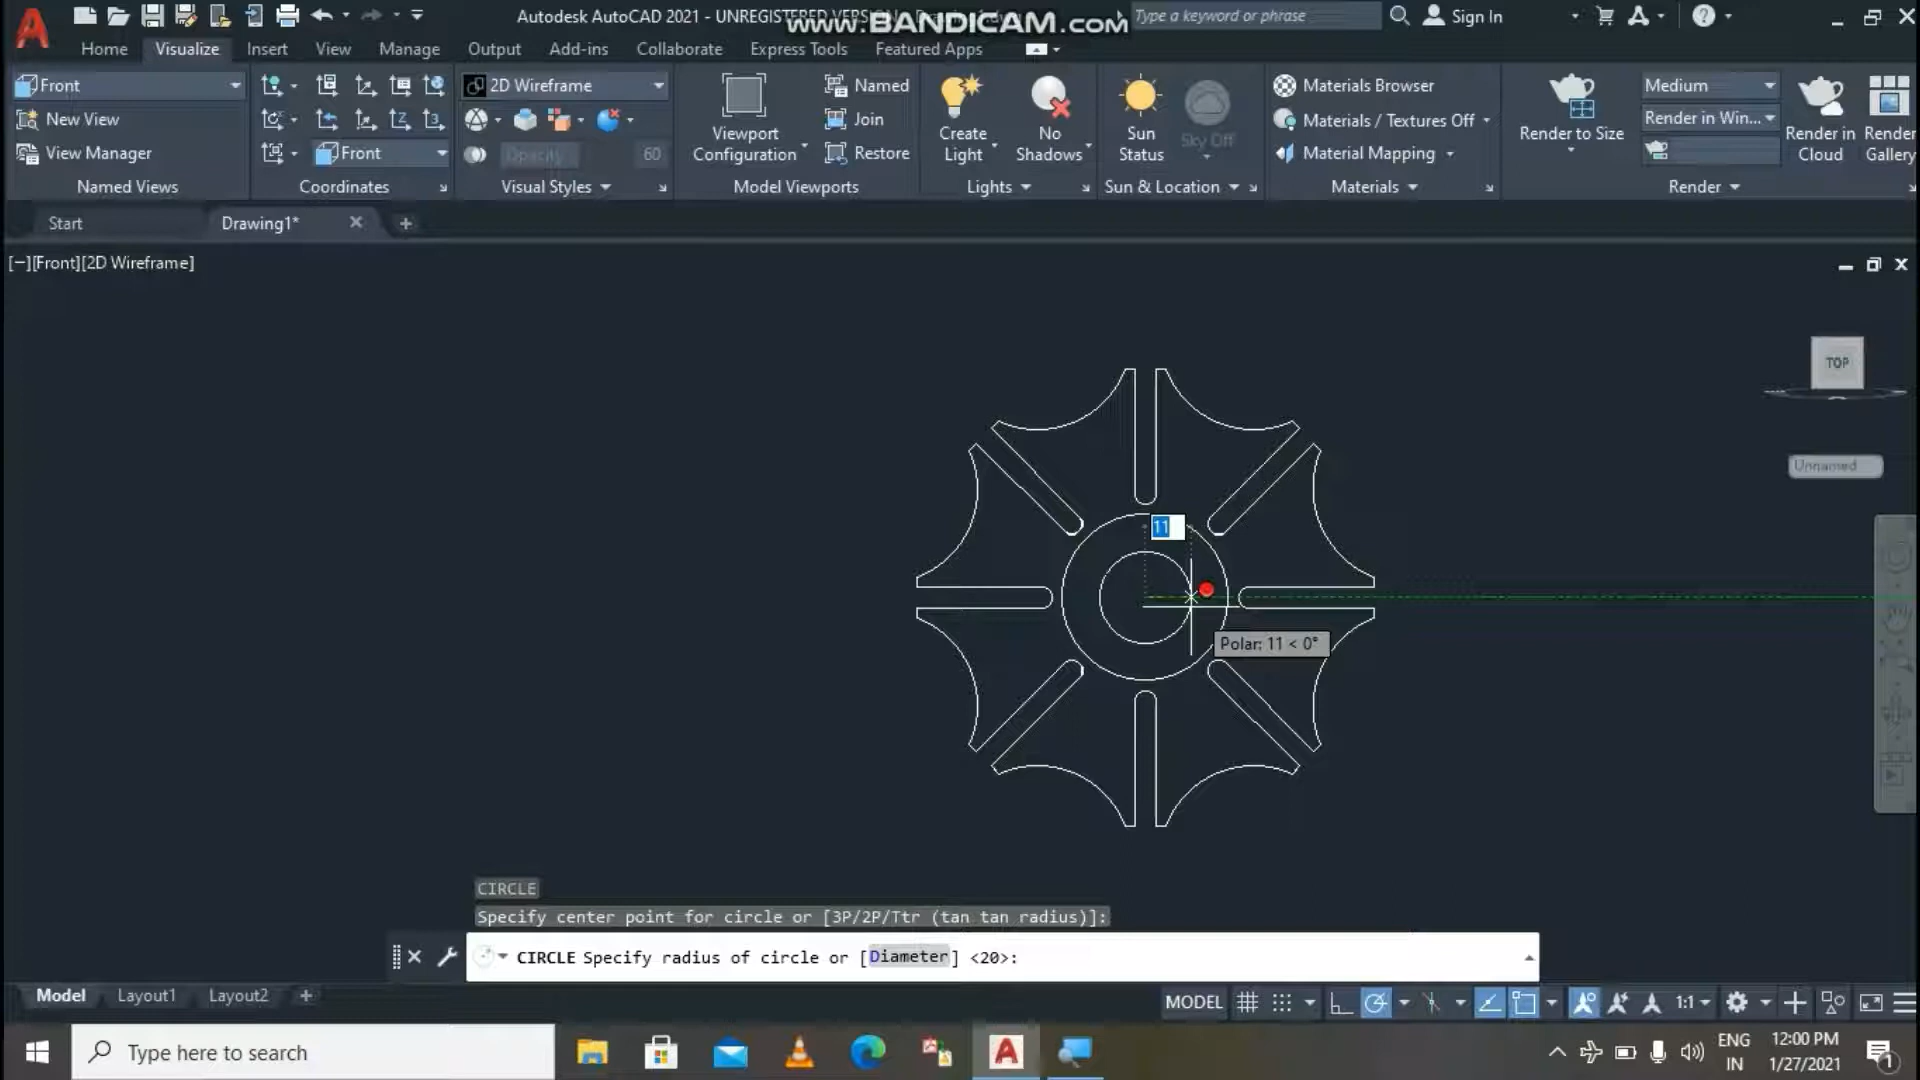 Autodesk AutoCAD 2021 - UNREGISTERED VERSION
www.BANDICAM.com
Type a keyword or phrase
Sign In
Home Visualize Insert View Manage Output Add-ins Collaborate Express Tools Featured Apps
Front
New View
View Manager
Named Views
Front
Coordinates
2D Wireframe
Opacity 60
Visual Styles
Viewport
Configuration
Named
Join
Restore
Model Viewports
Create
Light
No
Shadows
Lights
Sun
Status
Sky Off
Sun & Location
Materials Browser
Materials / Textures Off
Material Mapping
Materials
Render to Size
Medium
Render in Win...
Render in
Cloud
Render
Gallery
Render
Start
Drawing1*
[−][Front][2D Wireframe]
TOP
Unnamed
11
Polar: 11 < 0°
CIRCLE
Specify center point for circle or [3P/2P/Ttr (tan tan radius)]:
CIRCLE Specify radius of circle or [Diameter] <20>:
Model Layout1 Layout2 +
MODEL
1:1
Type here to search
ENG
IN
12:00 PM
1/27/2021
1